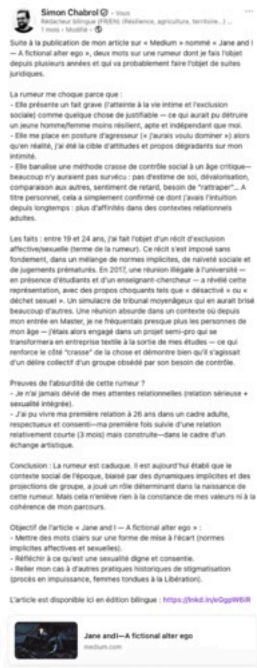 Simon Chabrol · Vous
Rédacteur bilingue (FR/EN) (Résilience, agriculture, territoire...) ...
1 mois · Modifié ·
Suite à la publication de mon article sur « Medium » nommé « Jane and I
— A fictional alter ego », deux mots sur une rumeur dont je fais l'objet
depuis plusieurs années et qui va probablement faire l'objet de suites
juridiques.
La rumeur me choque parce que :
- Elle présente un fait grave (l'atteinte à la vie intime et l'exclusion
sociale) comme quelque chose de justifiable — ce qui aurait pu détruire
un jeune homme/femme moins résilient, apte et indépendant que moi.
- Elle me place en posture d'agresseur (« j'aurais voulu dominer ») alors
qu'en réalité, j'ai été la cible d'attitudes et propos dégradants sur mon
intimité.
- Elle banalise une méthode crasse de contrôle social à un âge critique—
beaucoup n'y auraient pas survécu : pas d'estime de soi, dévalorisation,
comparaison aux autres, sentiment de retard, besoin de "rattraper"... A
titre personnel, cela a simplement confirmé ce dont j'avais l'intuition
depuis longtemps : plus d'affinités dans des contextes relationnels
adultes.
Les faits : entre 19 et 24 ans, j'ai fait l'objet d'un récit d'exclusion
affective/sexuelle (terme de la rumeur). Ce récit s'est imposé sans
fondement, dans un mélange de normes implicites, de naïveté sociale et
de jugements prématurés. En 2017, une réunion illégale à l'université —
en présence d'étudiants et d'un enseignant-chercheur — a révélé cette
représentation, avec des propos choquants tels que « désactivé » ou «
déchet sexuel ». Un simulacre de tribunal moyenâgeux qui en aurait brisé
beaucoup d'autres. Une réunion absurde dans un contexte où depuis
mon entrée en Master, je ne fréquentais presque plus les personnes de
mon âge — j'étais alors engagé dans un projet semi-pro qui se
transformera en entreprise textile à la sortie de mes études — ce qui
renforce le côté "crasse" de la chose et démontre bien qu'il s'agissait
d'un délire collectif d'un groupe obsédé par son besoin de contrôle.
Preuves de l'absurdité de cette rumeur ?
- Je n'ai jamais dévié de mes attentes relationnelles (relation sérieuse +
sexualité intégrée).
- J'ai pu vivre ma première relation à 26 ans dans un cadre adulte,
respectueux et consenti—ma première fois suivie d'une relation
relativement courte (3 mois) mais construite—dans le cadre d'un
échange artistique.
Conclusion : La rumeur est caduque. Il est aujourd'hui établi que le
contexte social de l'époque, biaisé par des dynamiques implicites et des
projections de groupe, a joué un rôle déterminant dans la naissance de
cette rumeur. Mais cela n'enlève rien à la constance de mes valeurs ni à la
cohérence de mon parcours.
Objectif de l'article « Jane and I — A fictional alter ego » :
- Mettre des mots clairs sur une forme de mise à l'écart (normes
implicites affectives et sexuelles).
- Réfléchir à ce qu'est une sexualité digne et consentie.
- Relier mon cas à d'autres pratiques historiques de stigmatisation
(procès en impuissance, femmes tondues à la Libération).
L'article est disponible ici en édition bilingue : https://lnkd.in/eGgpW6iR
Jane andI—A fictional alter ego
medium.com